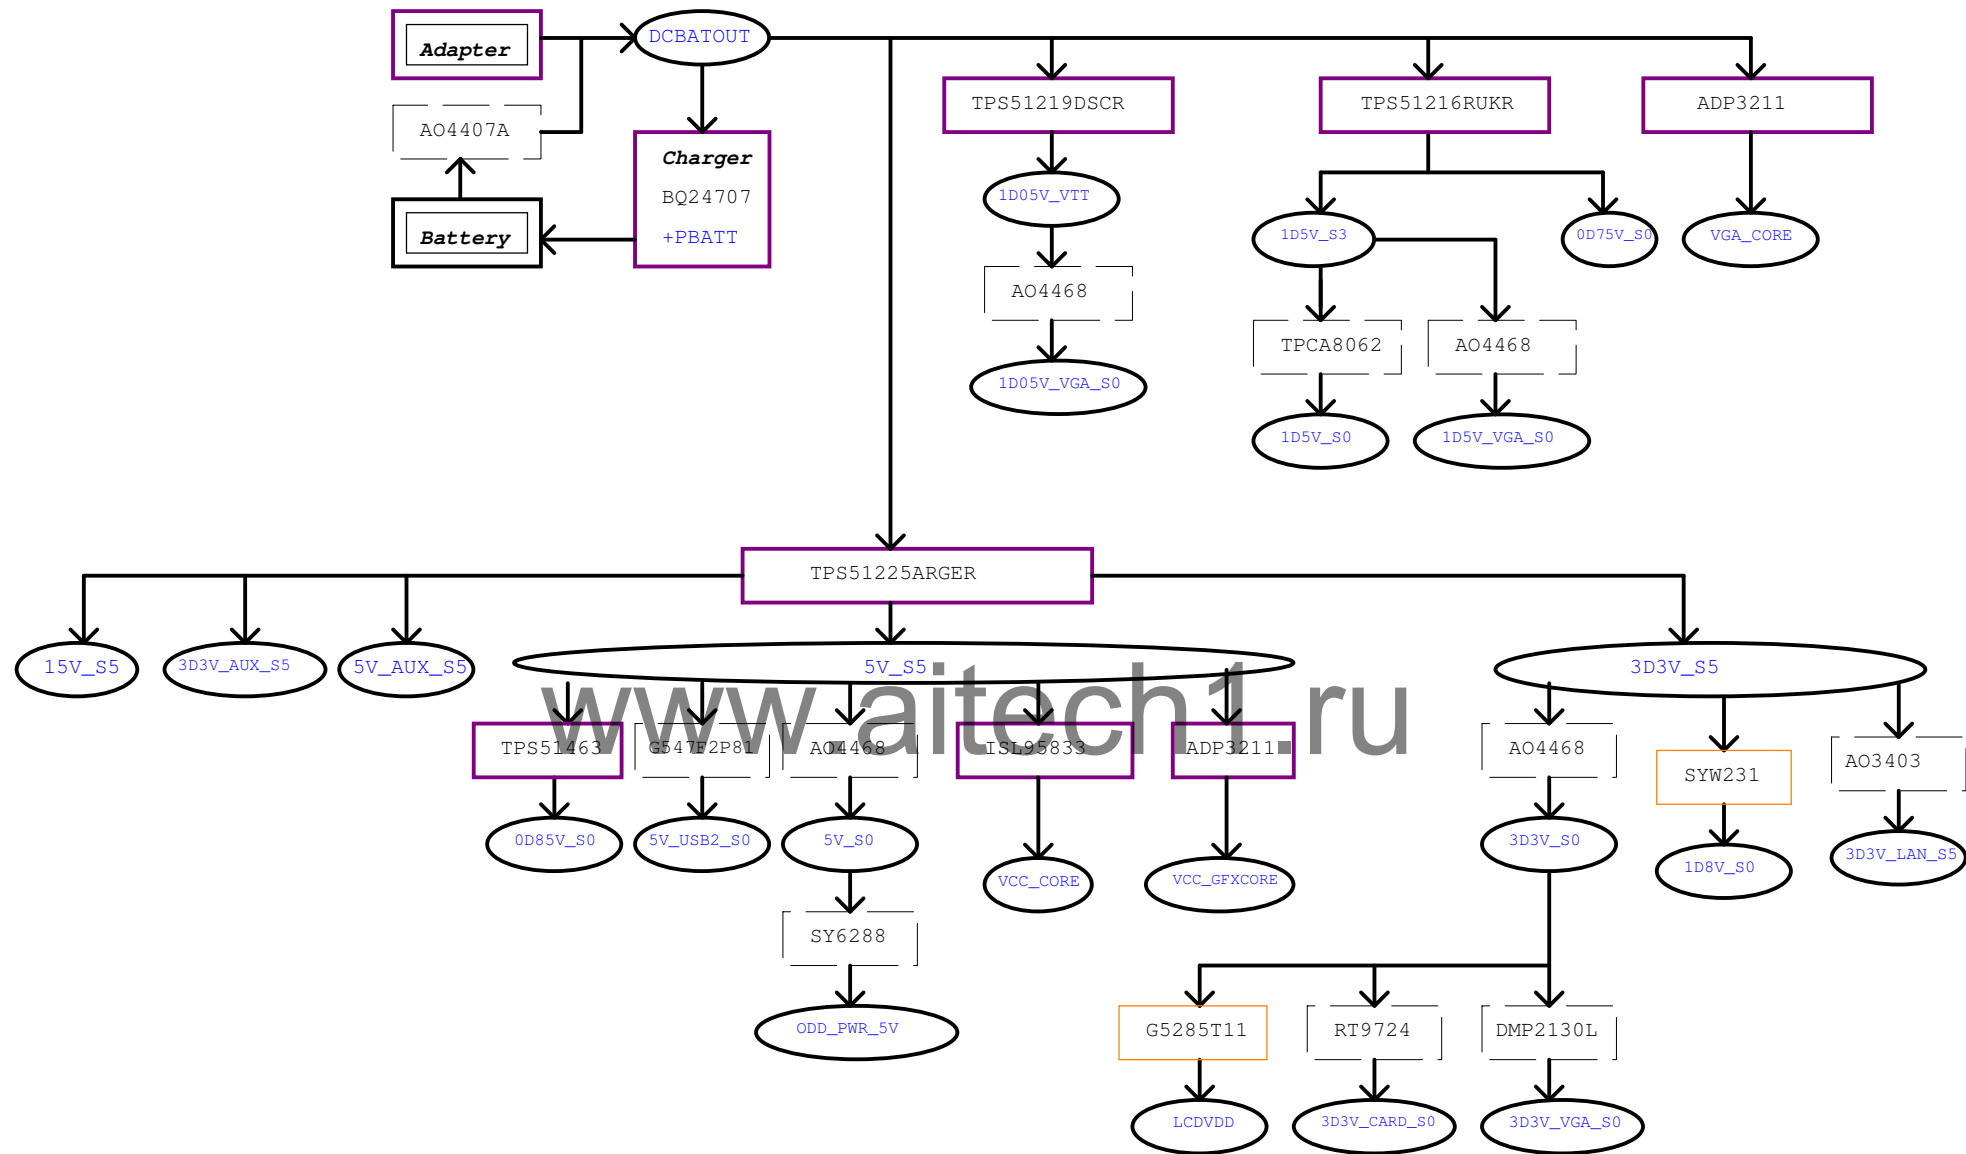 Adapter
DCBATOUT
TPS51219DSCR
TPS51216RUKR
ADP3211
AO4407A
Charger
BQ24707
+PBATT
Battery
1D05V_VTT
1D5V_S3
0D75V_S0
VGA_CORE
AO4468
TPCA8062
AO4468
1D05V_VGA_S0
1D5V_S0
1D5V_VGA_S0
TPS51225ARGER
15V_S5
3D3V_AUX_S5
5V_AUX_S5
5V_S5
3D3V_S5
www.aitech1.ru
TPS51463
G547F2P81
AO4468
ISL95833
ADP3211
AO4468
SYW231
AO3403
0D85V_S0
5V_USB2_S0
5V_S0
VCC_CORE
VCC_GFXCORE
3D3V_S0
1D8V_S0
3D3V_LAN_S5
SY6288
ODD_PWR_5V
G5285T11
RT9724
DMP2130L
LCDVDD
3D3V_CARD_S0
3D3V_VGA_S0